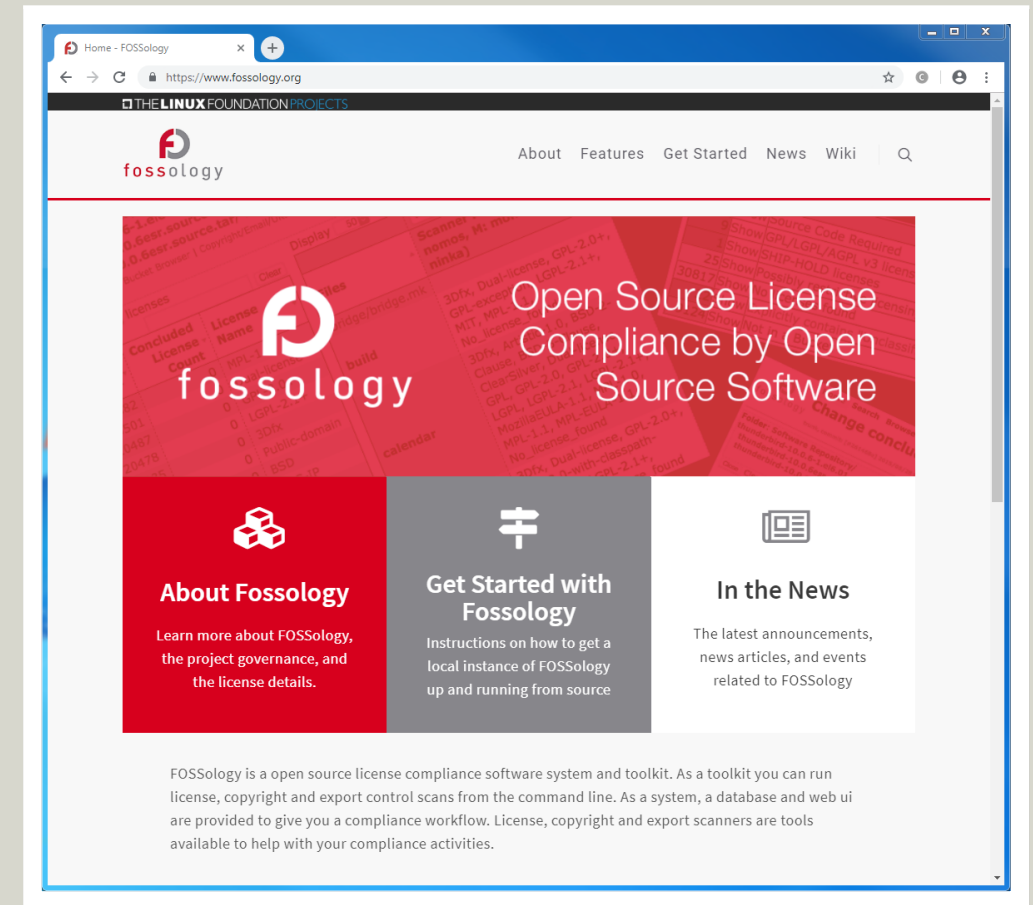 Home - FOSSology
https://www.fossology.org
THE LINUX FOUNDATION PROJECTS
fossology
About Features Get Started News Wiki
fossology
Open Source License
Compliance by Open
Source Software
About Fossology
Learn more about FOSSology,
the project governance, and
the license details.
Get Started with
Fossology
Instructions on how to get a
local instance of FOSSology
up and running from source
In the News
The latest announcements,
news articles, and events
related to FOSSology
FOSSology is a open source license compliance software system and toolkit. As a toolkit you can run
license, copyright and export control scans from the command line. As a system, a database and web ui
are provided to give you a compliance workflow. License, copyright and export scanners are tools
available to help with your compliance activities.